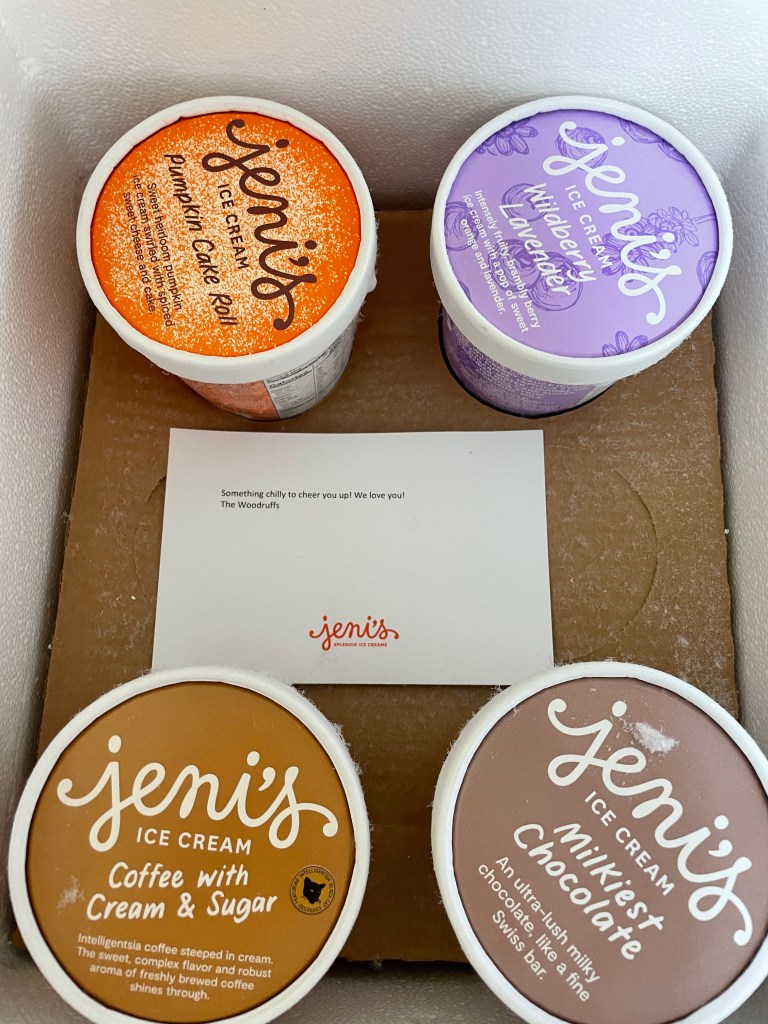 jeni's
ICE CREAM
Pumpkin Cake Roll
Sweet heirloom pumpkin
ice cream swirled with spiced
sweet cheese and cake.
jeni's
ICE CREAM
Wildberry
Lavender
Intensely fruity, brambly berry
ice cream with a pop of sweet
orange and lavender.
Something chilly to cheer you up! We love you!
The Woodruffs
jeni's
SPLENDID ICE CREAMS
jeni's
ICE CREAM
Coffee with
Cream & Sugar
Intelligentsia coffee steeped in cream.
The sweet, complex flavor and robust
aroma of freshly brewed coffee
shines through.
jeni's
ICE CREAM
Milkiest
Chocolate
An ultra-lush milky
chocolate, like a fine
Swiss bar.